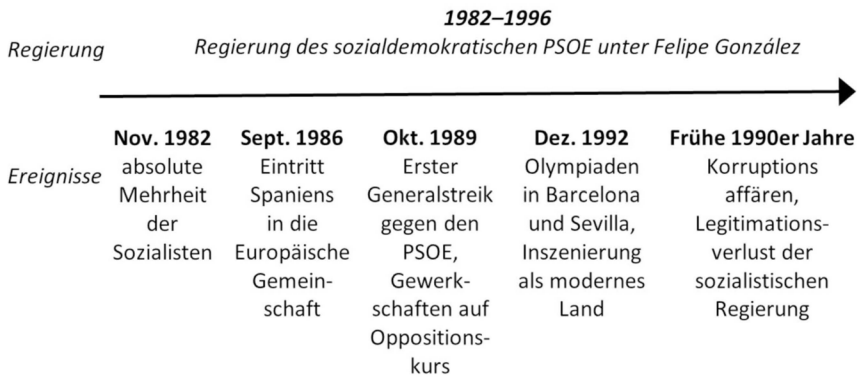 1982–1996
Regierung
Regierung des sozialdemokratischen PSOE unter Felipe González
Ereignisse
Nov. 1982
absolute
Mehrheit
der
Sozialisten
Sept. 1986
Eintritt
Spaniens
in die
Europäische
Gemein-
schaft
Okt. 1989
Erster
Generalstreik
gegen den
PSOE,
Gewerk-
schaften auf
Oppositions-
kurs
Dez. 1992
Olympiaden
in Barcelona
und Sevilla,
Inszenierung
als modernes
Land
Frühe 1990er Jahre
Korruptions
affären,
Legitimations-
verlust der
sozialistischen
Regierung